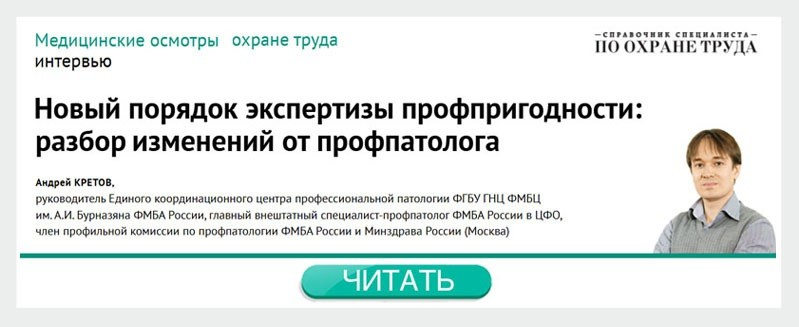 Медицинские осмотры охране труда
интервью
СПРАВОЧНИК СПЕЦИАЛИСТА
ПО ОХРАНЕ ТРУДА
Новый порядок экспертизы профпригодности:
разбор изменений от профпатолога
Андрей КРЕТОВ,
руководитель Единого координационного центра профессиональной патологии ФГБУ ГНЦ ФМБЦ
им. А.И. Бурназяна ФМБА России, главный внештатный специалист-профпатолог ФМБА России в ЦФО,
член профильной комиссии по профпатологии ФМБА России и Минздрава России (Москва)
ЧИТАТЬ